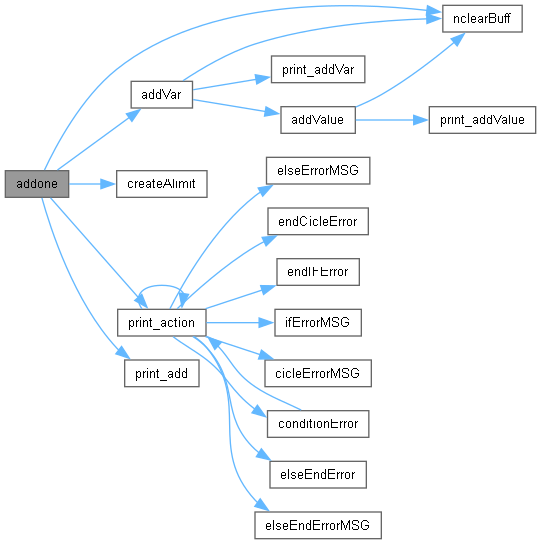 nclearBuff
print_addVar
addVar
addValue
print_addValue
elseErrorMSG
addone
createAlimit
endCicleError
endIFError
print_action
ifErrorMSG
print_add
cicleErrorMSG
conditionError
elseEndError
elseEndErrorMSG